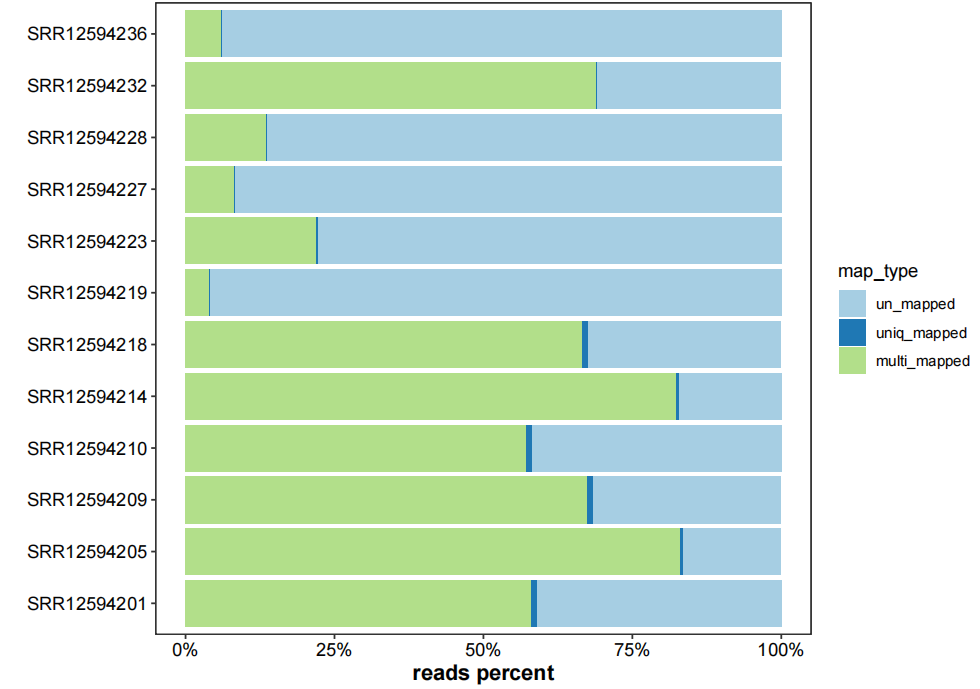 SRR12594236
SRR12594232
SRR12594228
SRR12594227
SRR12594223
SRR12594219
SRR12594218
SRR12594214
SRR12594210
SRR12594209
SRR12594205
SRR12594201
0% 25% 50% 75% 100%
reads percent
map_type
un_mapped
uniq_mapped
multi_mapped